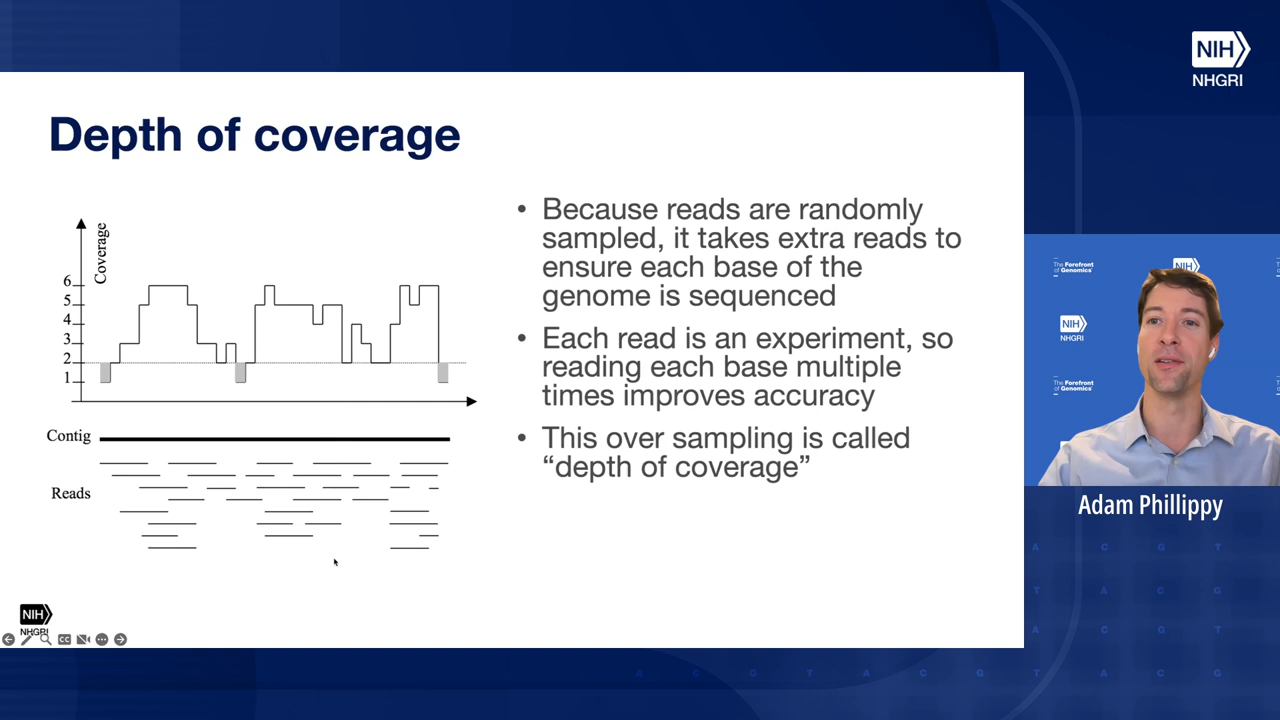 NIH
NHGRI
Depth of coverage
Coverage
6
5
4
3
2
1
Contig
Reads
• Because reads are randomly
sampled, it takes extra reads to
ensure each base of the
genome is sequenced
• Each read is an experiment, so
reading each base multiple
times improves accuracy
• This over sampling is called
“depth of coverage”
The Forefront
of Genomics
NIH
NIH
NHGRI
The Forefront
of Genomics
Adam Phillippy
A C G T
A C G T
A C G T
A C G T A C G T A C G T
NIH
NHGRI
CC